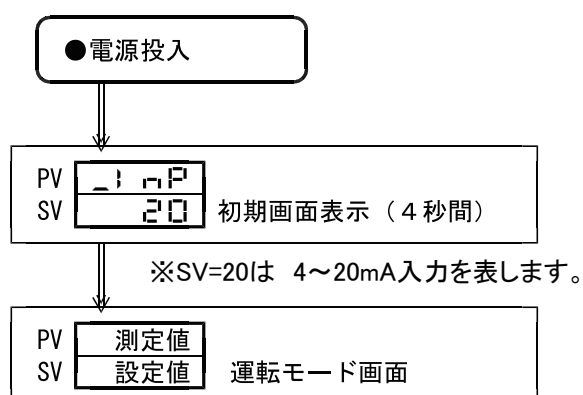 ●電源投入
PV _InP
SV 20 初期画面表示（４秒間）
※SV=20は 4～20mA入力を表します。
PV 測定値
SV 設定値 運転モード画面